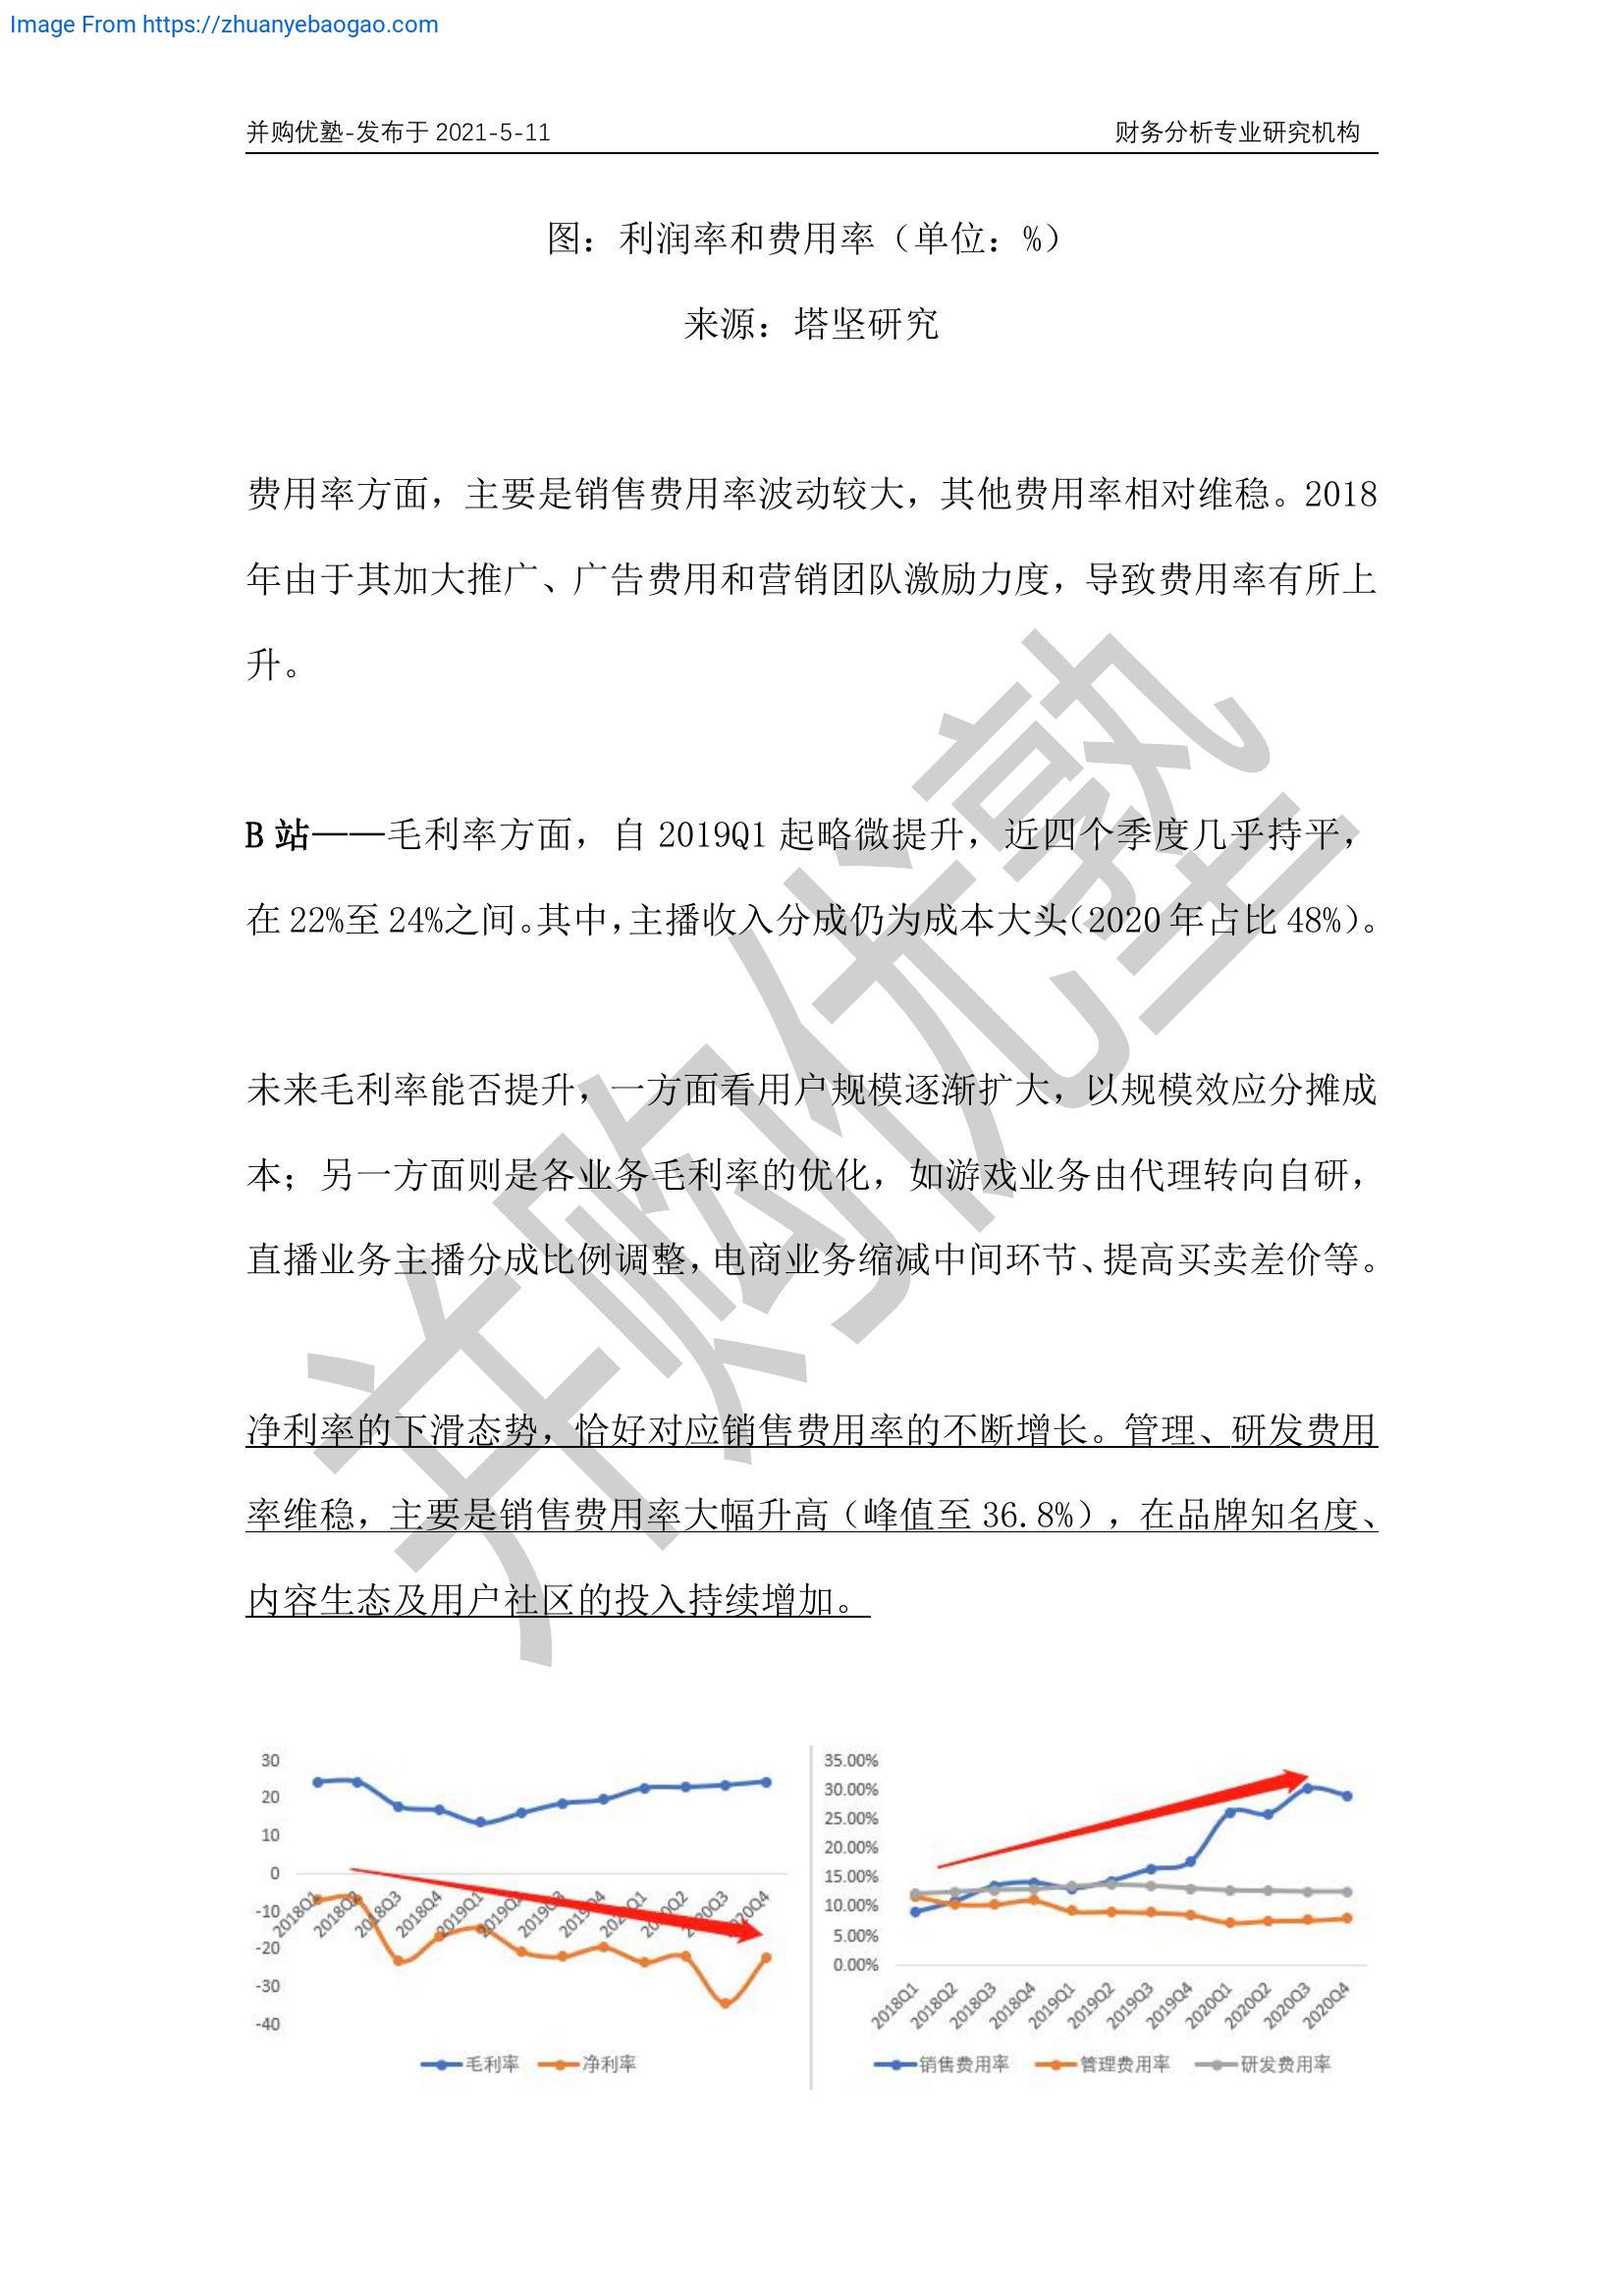 Image From https://zhuanyebaogao.com
并购优塾-发布于 2021-5-11 财务分析专业研究机构
图：利润率和费用率（单位：%）
来源：塔坚研究
费用率方面，主要是销售费用率波动较大，其他费用率相对维稳。2018
年由于其加大推广、广告费用和营销团队激励力度，导致费用率有所上
升。
B 站——毛利率方面，自 2019Q1 起略微提升，近四个季度几乎持平，
在 22%至 24%之间。其中，主播收入分成仍为成本大头（2020 年占比 48%）。
未来毛利率能否提升，一方面看用户规模逐渐扩大，以规模效应分摊成
本；另一方面则是各业务毛利率的优化，如游戏业务由代理转向自研，
直播业务主播分成比例调整，电商业务缩减中间环节、提高买卖差价等。
净利率的下滑态势，恰好对应销售费用率的不断增长。管理、研发费用
率维稳，主要是销售费用率大幅升高（峰值至 36.8%），在品牌知名度、
内容生态及用户社区的投入持续增加。
并购优塾
30
20
10
0
-10
-20
-30
-40
2018Q1 2018Q2 2018Q3 2018Q4 2019Q1 2019Q2 2019Q3 2019Q4 2020Q1 2020Q2 2020Q3 2020Q4
毛利率 净利率
35.00%
30.00%
25.00%
20.00%
15.00%
10.00%
5.00%
0.00%
2018Q1 2018Q2 2018Q3 2018Q4 2019Q1 2019Q2 2019Q3 2019Q4 2020Q1 2020Q2 2020Q3 2020Q4
销售费用率 管理费用率 研发费用率